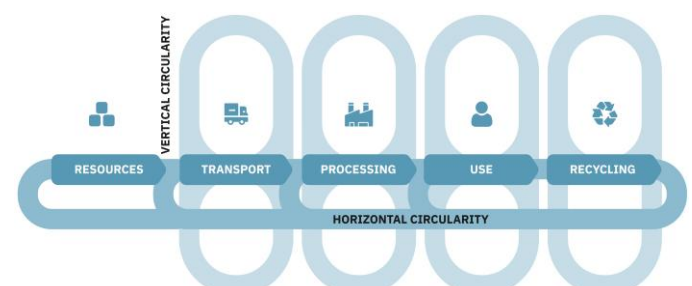 VERTICAL CIRCULARITY
RESOURCES
TRANSPORT
PROCESSING
USE
RECYCLING
HORIZONTAL CIRCULARITY